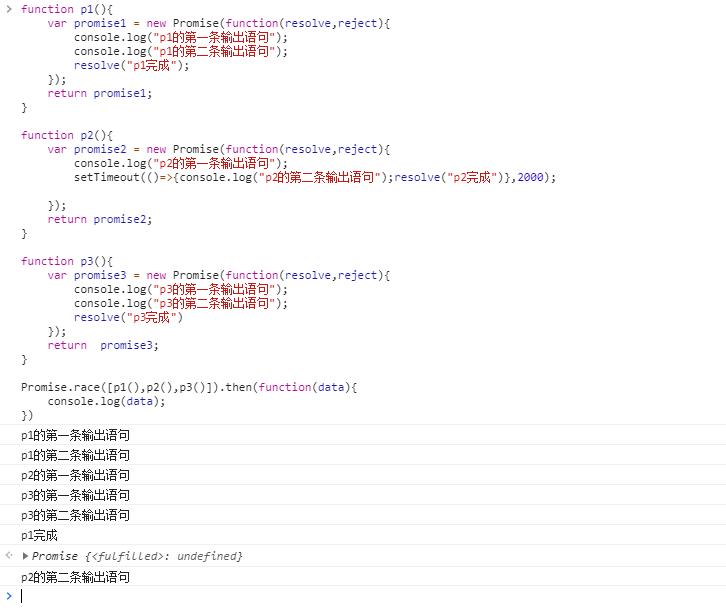 function p1(){
    var promise1 = new Promise(function(resolve,reject){
        console.log("p1的第一条输出语句");
        console.log("p1的第二条输出语句");
        resolve("p1完成");
    });
    return promise1;
}
function p2(){
    var promise2 = new Promise(function(resolve,reject){
        console.log("p2的第一条输出语句");
        setTimeout(()=>{console.log("p2的第二条输出语句");resolve("p2完成")},2000);
    });
    return promise2;
}
function p3(){
    var promise3 = new Promise(function(resolve,reject){
        console.log("p3的第一条输出语句");
        console.log("p3的第二条输出语句");
        resolve("p3完成")
    });
    return  promise3;
}
Promise.race([p1(),p2(),p3()]).then(function(data){
    console.log(data);
})
p1的第一条输出语句
p1的第二条输出语句
p2的第一条输出语句
p3的第一条输出语句
p3的第二条输出语句
p1完成
Promise {<fulfilled>: undefined}
p2的第二条输出语句